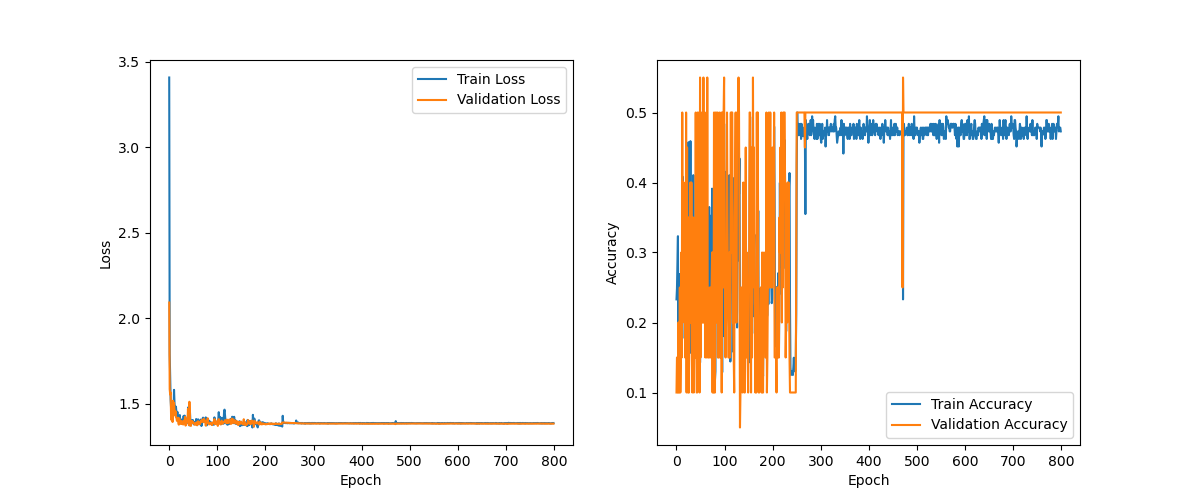 3.5
3.0
2.5
2.0
1.5
Loss
0 100 200 300 400 500 600 700 800
Epoch
Train Loss
Validation Loss
0.5
0.4
0.3
0.2
0.1
Accuracy
0 100 200 300 400 500 600 700 800
Epoch
Train Accuracy
Validation Accuracy